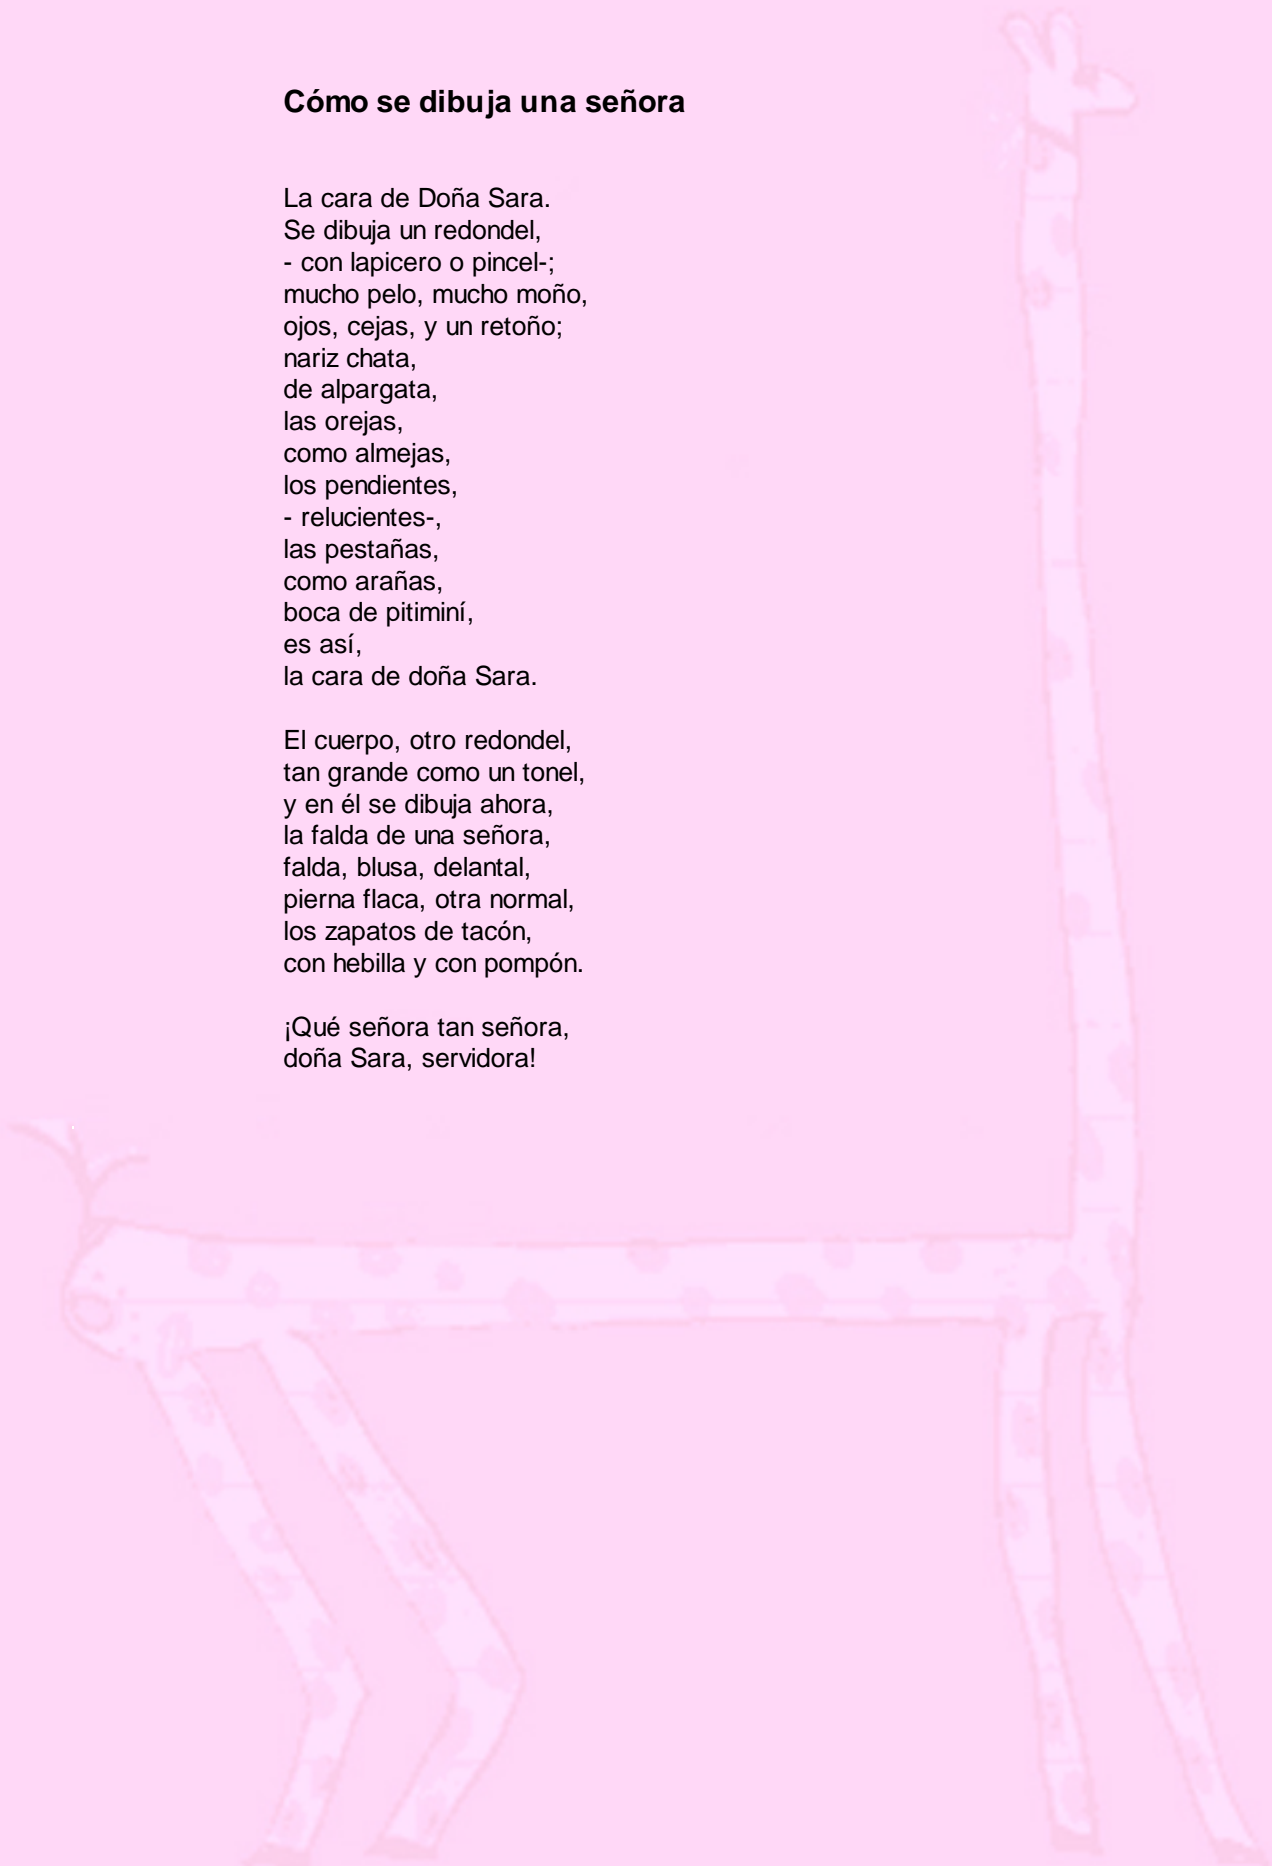 Cómo se dibuja una señora
La cara de Doña Sara.
Se dibuja un redondel,
- con lapicero o pincel-;
mucho pelo, mucho moño,
ojos, cejas, y un retoño;
nariz chata,
de alpargata,
las orejas,
como almejas,
los pendientes,
- relucientes-,
las pestañas,
como arañas,
boca de pitiminí,
es así,
la cara de doña Sara.
El cuerpo, otro redondel,
tan grande como un tonel,
y en él se dibuja ahora,
la falda de una señora,
falda, blusa, delantal,
pierna flaca, otra normal,
los zapatos de tacón,
con hebilla y con pompón.
¡Qué señora tan señora,
doña Sara, servidora!